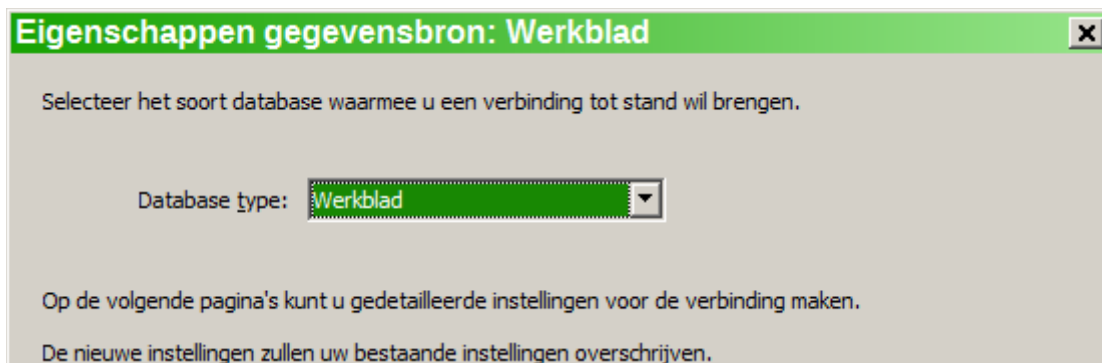 Eigenschappen gegevensbron: Werkblad
Selecteer het soort database waarmee u een verbinding tot stand wil brengen.
Database type: Werkblad
Op de volgende pagina's kunt u gedetailleerde instellingen voor de verbinding maken.
De nieuwe instellingen zullen uw bestaande instellingen overschrijven.